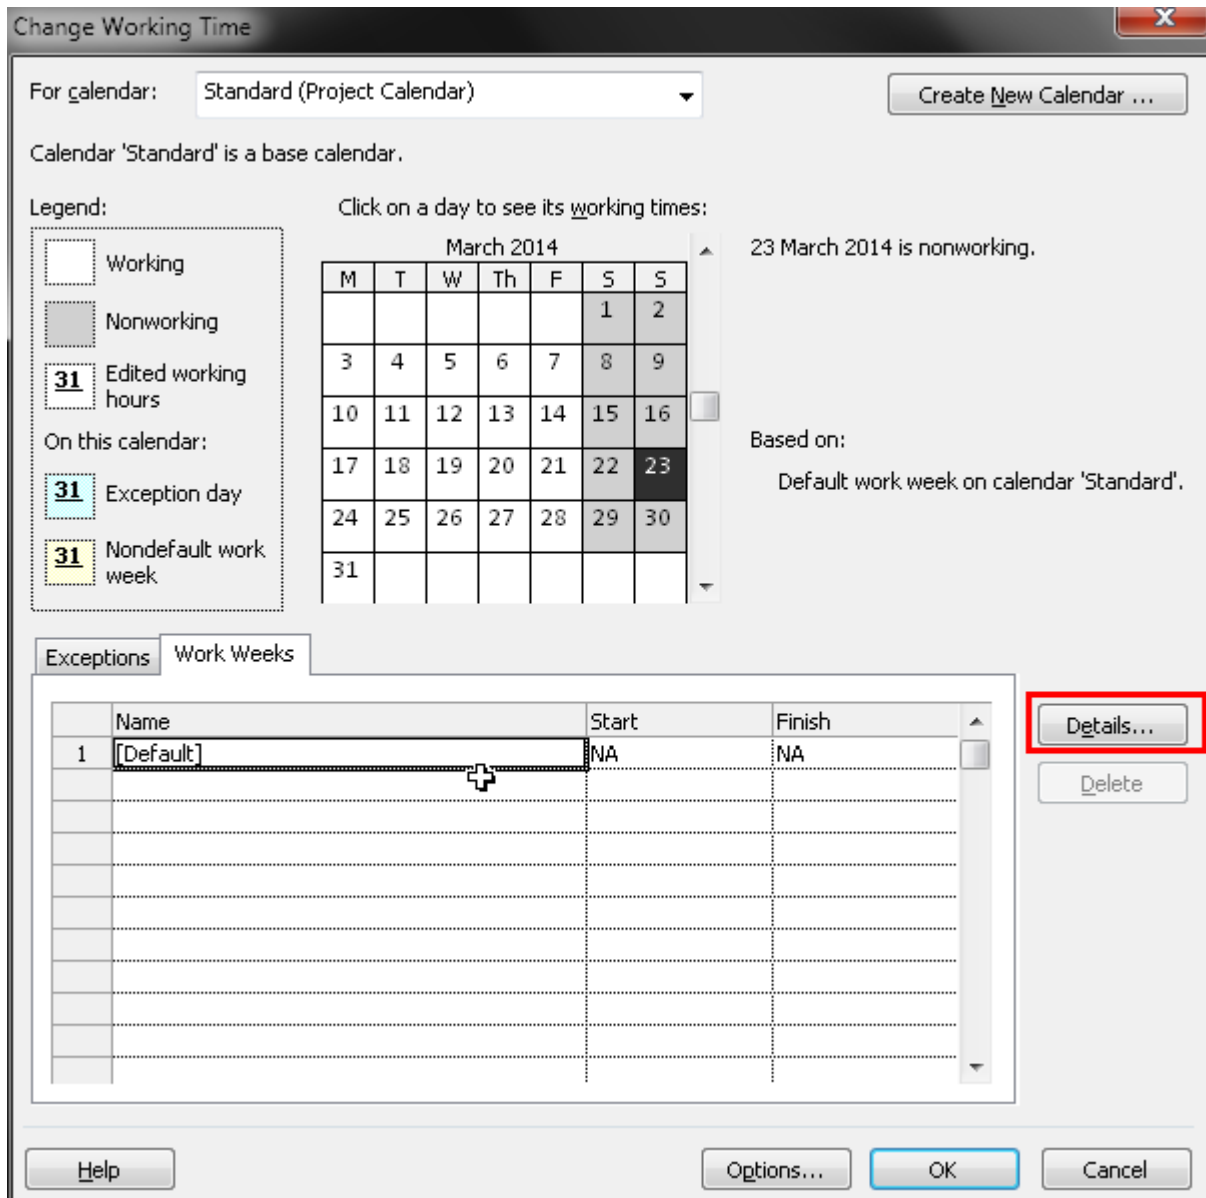 Change Working Time
X
For calendar: Standard (Project Calendar) Create New Calendar ...
Calendar 'Standard' is a base calendar.
Legend:
Working
Nonworking
31 Edited working
hours
On this calendar:
31 Exception day
31 Nondefault work
week
Click on a day to see its working times:
March 2014
M T W Th F S S
1 2
3 4 5 6 7 8 9
10 11 12 13 14 15 16
17 18 19 20 21 22 23
24 25 26 27 28 29 30
31
23 March 2014 is nonworking.
Based on:
Default work week on calendar 'Standard'.
Exceptions Work Weeks
Name Start Finish
1 [Default] NA NA
Details...
Delete
Help Options... OK Cancel